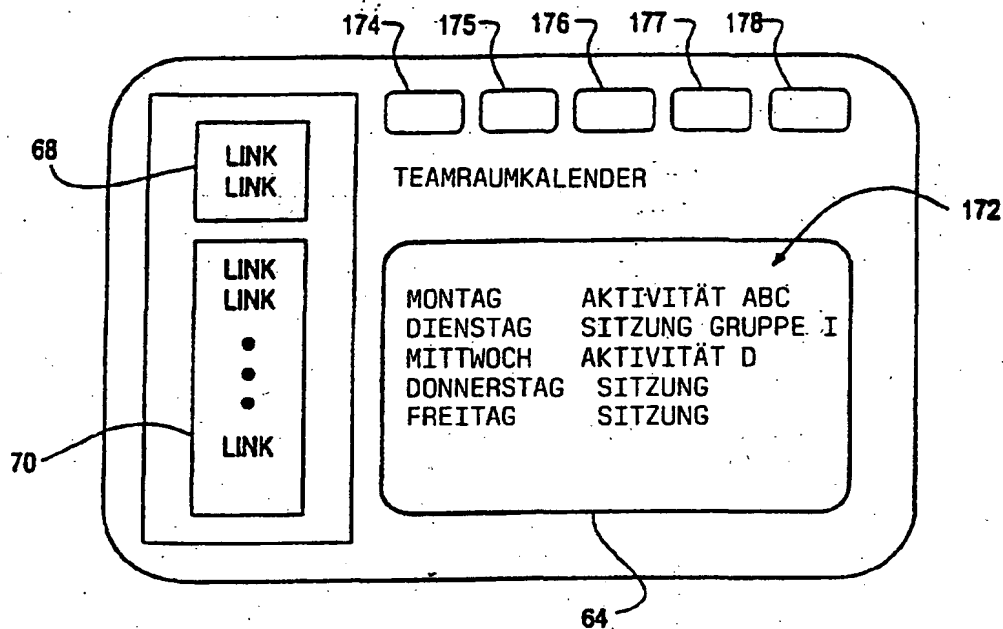 174 175 176 177 178
68
LINK
LINK
TEAMRAUMKALENDER
172
LINK
LINK
LINK
70
MONTAG AKTIVITÄT ABC
DIENSTAG SITZUNG GRUPPE I
MITTWOCH AKTIVITÄT D
DONNERSTAG SITZUNG
FREITAG SITZUNG
64